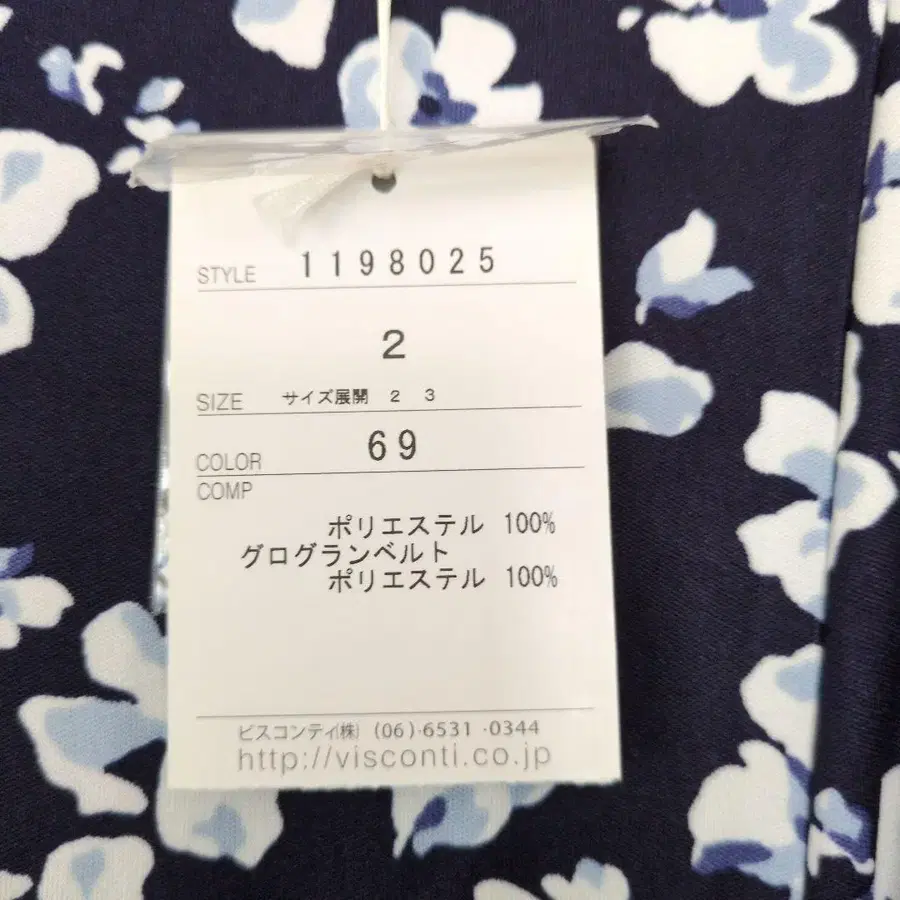 STYLE 1198025
2
SIZE サイズ展開 2 3
COLOR 69
COMP
ポリエステル 100%
グログランベルト
ポリエステル 100%
ビスコンティ㈱ (06)6531-0344
http://visconti.co.jp